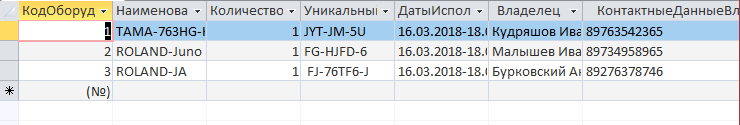 КодОборуд Наименова Количество Уникальны ДатыИспол Владелец КонтактныеДанныеВл
1 TAMA-763HG-H 1 JYT-JM-5U 16.03.2018-18.0 Кудряшов Ива 89763542365
2 ROLAND-Juno 1 FG-HJFD-6 16.03.2018-18.0 Малышев Ивам 89734958965
3 ROLAND-JA 1 FJ-76TF6-J 16.03.2018-18.0 Бурковский Ан 89276378746
(№)